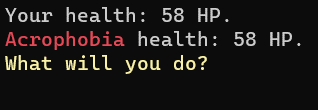 Your health: 58 HP.
Acrophobia health: 58 HP.
What will you do?